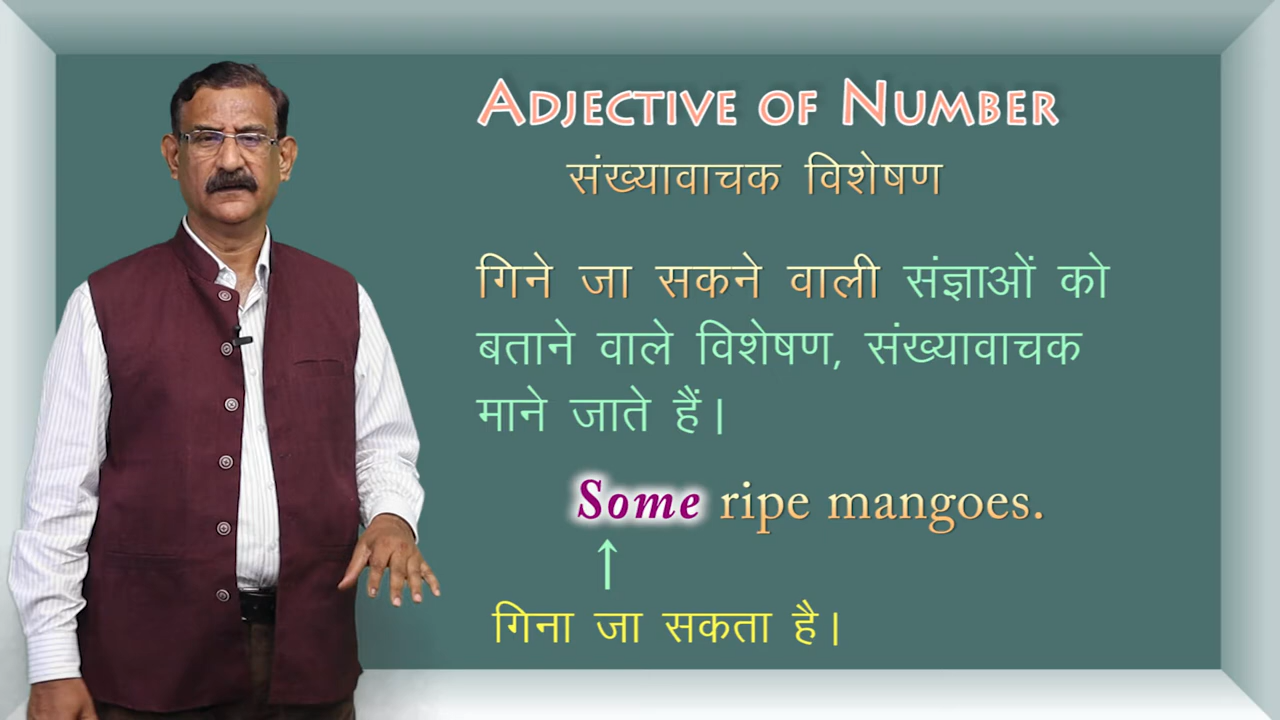 ADJECTIVE OF NUMBER
संख्यावाचक विशेषण
गिने जा सकने वाली संज्ञाओं को
बताने वाले विशेषण, संख्यावाचक
माने जाते हैं।
Some ripe mangoes.
↑
गिना जा सकता है।